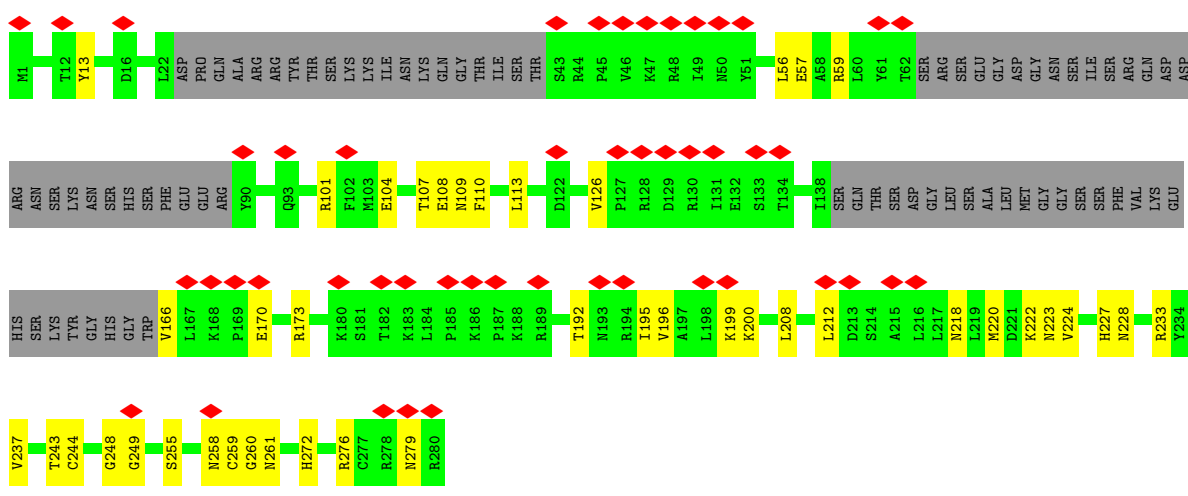 M1 T12 Y13 D16 L22 ASP PRO GLN ALA ARG ARG TYR THR SER LYS LYS ILE ASN LYS GLN GLY THR ILE SER THR S43 R44 P45 V46 K47 R48 I49 N50 Y51 L56 E57 A58 R59 L60 Y61 T62 SER ARG SER GLU GLY ASP GLY ASN SER ILE SER ARG GLN ASP ASP
ARG ASN SER LYS ASN SER HIS SER PHE GLU GLU ARG Y90 Q93 R101 F102 M103 E104 T107 E108 N109 F110 L113 D122 V126 P127 R128 D129 R130 I131 E132 S133 T134 I138 SER GLN THR SER ASP GLY LEU SER ALA LEU MET GLY GLY SER SER PHE VAL LYS GLU
HIS SER LYS TYR GLY HIS GLY TRP V166 L167 K168 P169 E170 R173 K180 S181 T182 K183 L184 P185 K186 P187 K188 R189 T192 N193 R194 I195 V196 A197 L198 K199 K200 L208 L212 D213 S214 A215 L216 L217 N218 L219 M220 D221 K222 N223 V224 H227 N228 R233 Y234
V237 T243 C244 G248 G249 S255 N258 C259 G260 N261 H272 R276 C277 R278 N279 R280